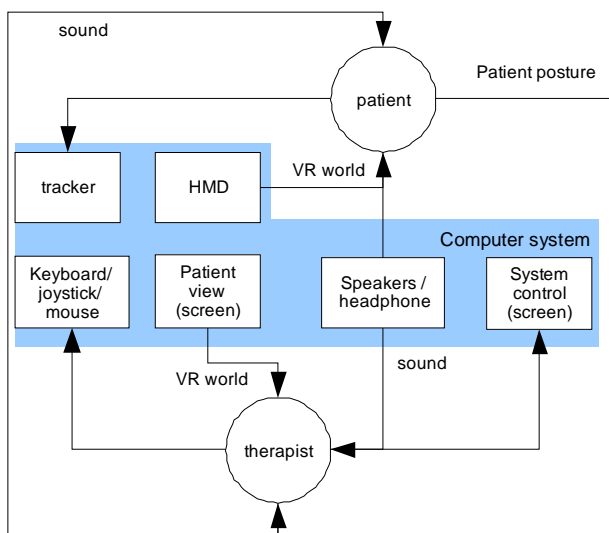 sound
Patient posture
patient
VR world
tracker
HMD
Computer system
Keyboard/
joystick/
mouse
Patient
view
(screen)
Speakers /
headphone
System
control
(screen)
sound
VR world
therapist